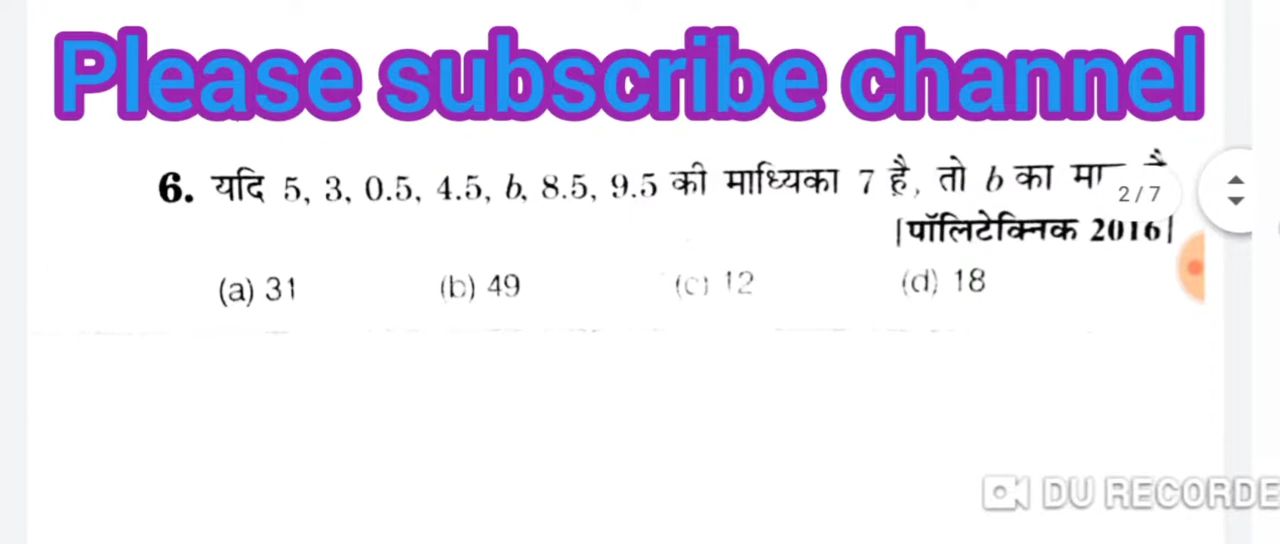 Please subscribe channel
6. यदि 5, 3, 0.5, 4.5, b, 8.5, 9.5 की माध्यिका 7 है, तो b का
2/7
[पॉलिटेक्निक 2016]
(a) 31 (b) 49 (c) 12 (d) 18
DU RECORDE